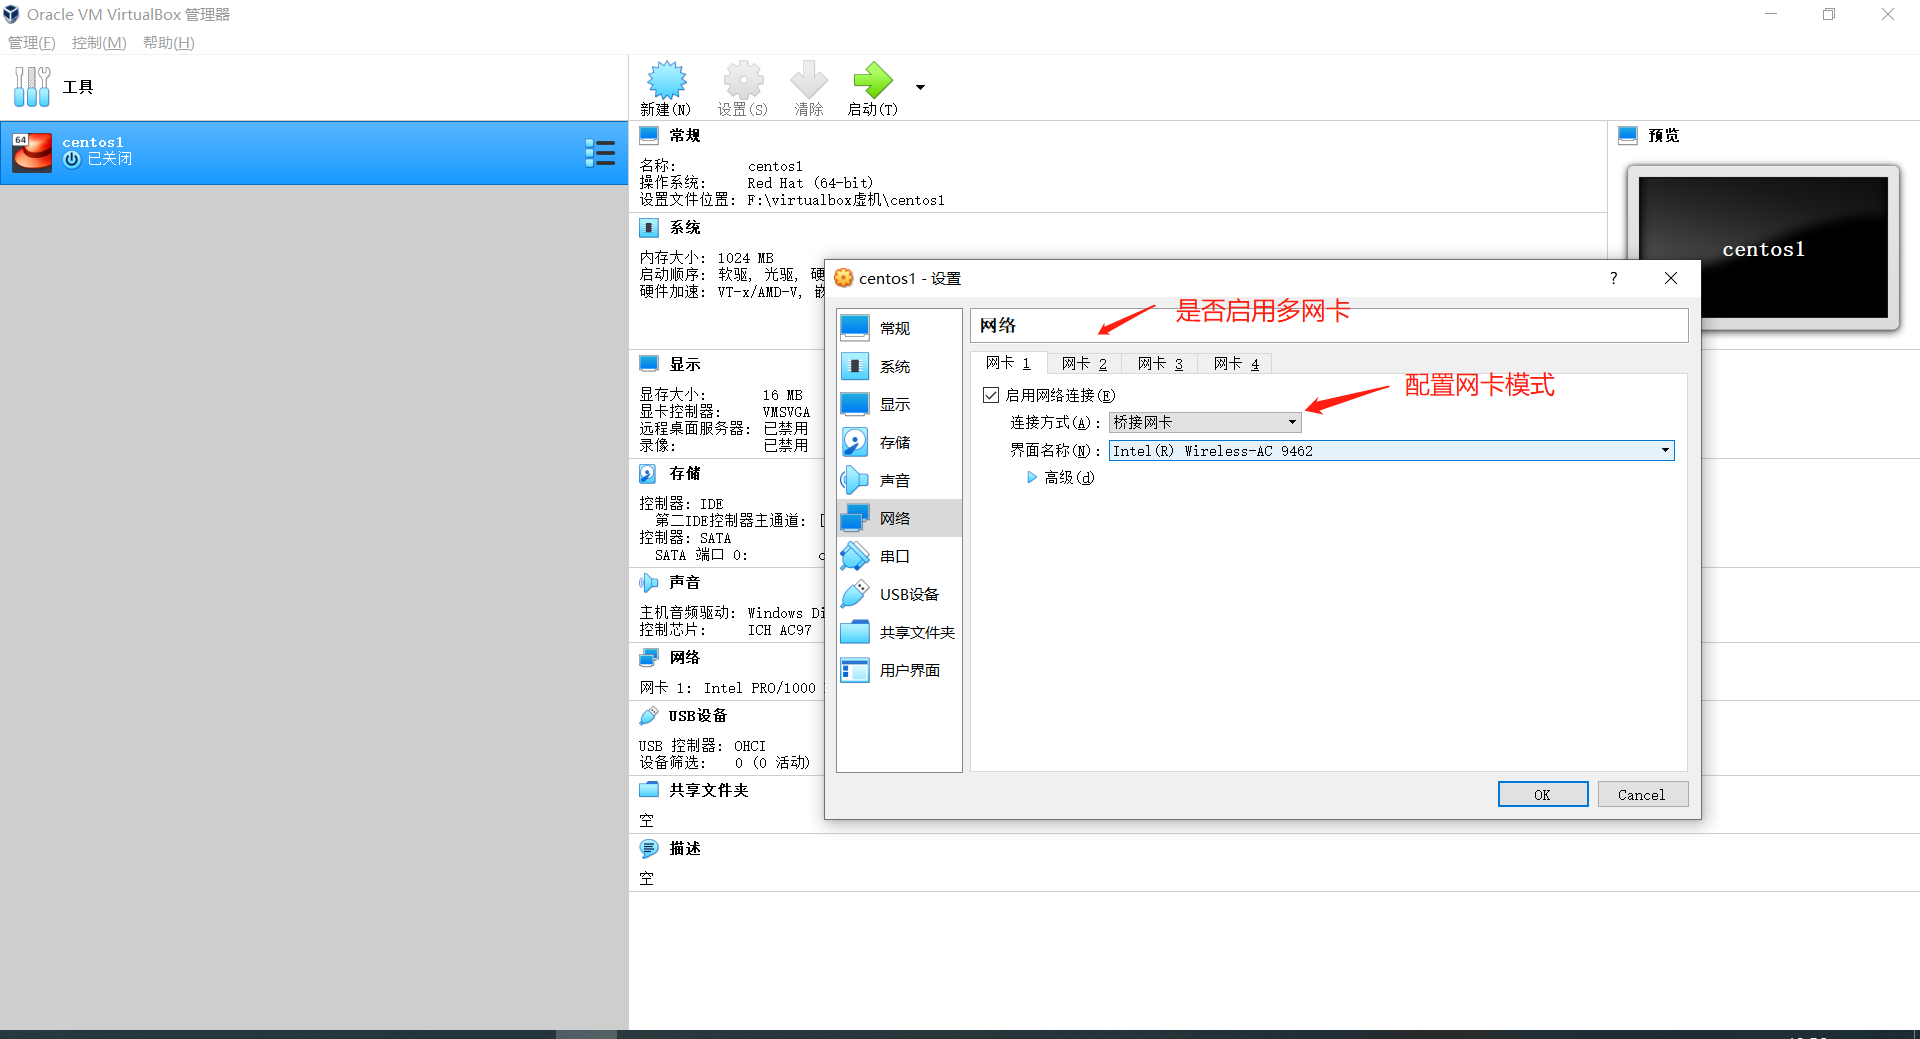 Oracle VM VirtualBox 管理器
管理(F) 控制(M) 帮助(H)
工具
新建(N) 设置(S) 清除 启动(T)
64
centos1
已关闭
常规
名称: centos1
操作系统: Red Hat (64-bit)
设置文件位置: F:\virtualbox虚机\centos1
系统
内存大小: 1024 MB
启动顺序: 软驱, 光驱, 硬
硬件加速: VT-x/AMD-V,
显示
显存大小: 16 MB
显卡控制器: VMSVGA
远程桌面服务器: 已禁用
录像: 已禁用
存储
控制器: IDE
第二IDE控制器主通道: [
控制器: SATA
SATA 端口 0: c
声音
主机音频驱动: Windows Di
控制芯片: ICH AC97
网络
网卡 1: Intel PRO/1000
USB设备
USB 控制器: OHCI
设备筛选: 0 (0 活动)
共享文件夹
空
描述
空
预览
centos1
centos1 - 设置 ?
常规
系统
显示
存储
声音
网络
串口
USB设备
共享文件夹
用户界面
网络
是否启用多网卡
网卡 1 网卡 2 网卡 3 网卡 4
启用网络连接(E)
配置网卡模式
连接方式(A): 桥接网卡
界面名称(N): Intel(R) Wireless-AC 9462
高级(d)
OK Cancel